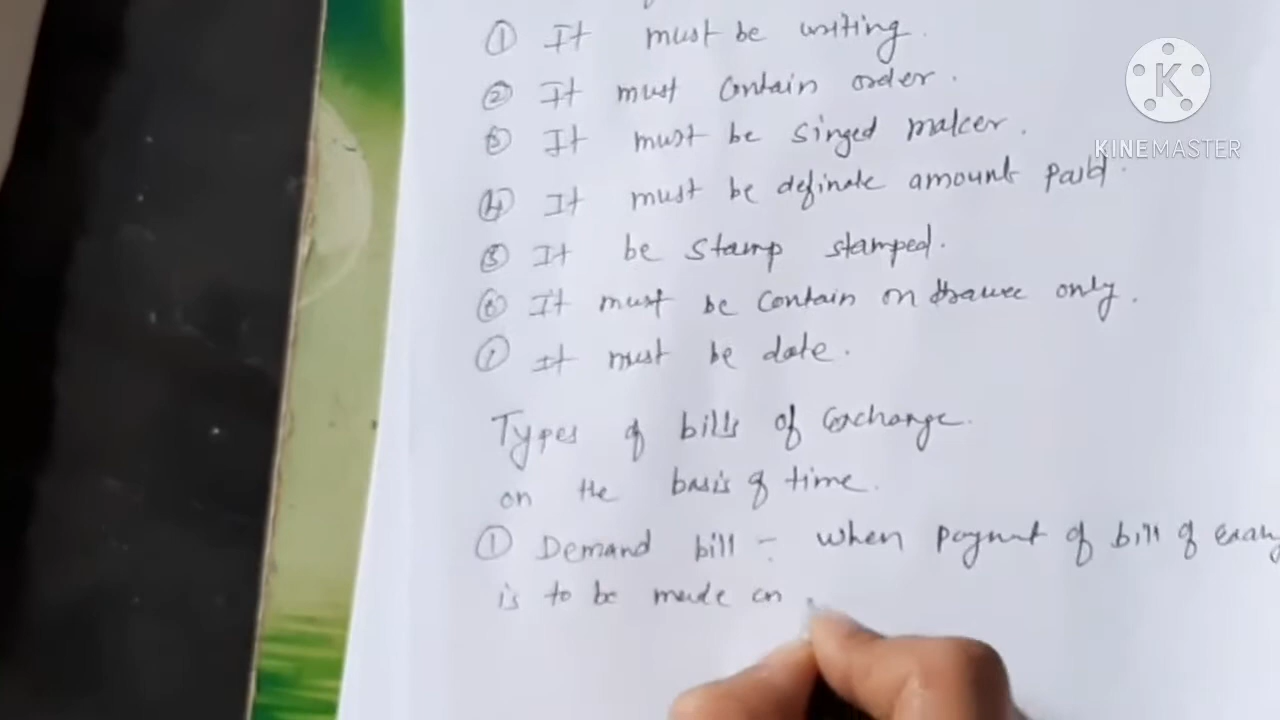 ① It must be writing.
② It must contain order.
③ It must be singed maker.
④ It must be definate amount paid.
⑤ It be stamp stamped.
⑥ It must be contain on drawee only.
⑦ It must be date.
Types of bills of Exchange.
on the basis of time.
① Demand bill :- when paymnt of bill of exang
is to be made on
K
KINEMASTER